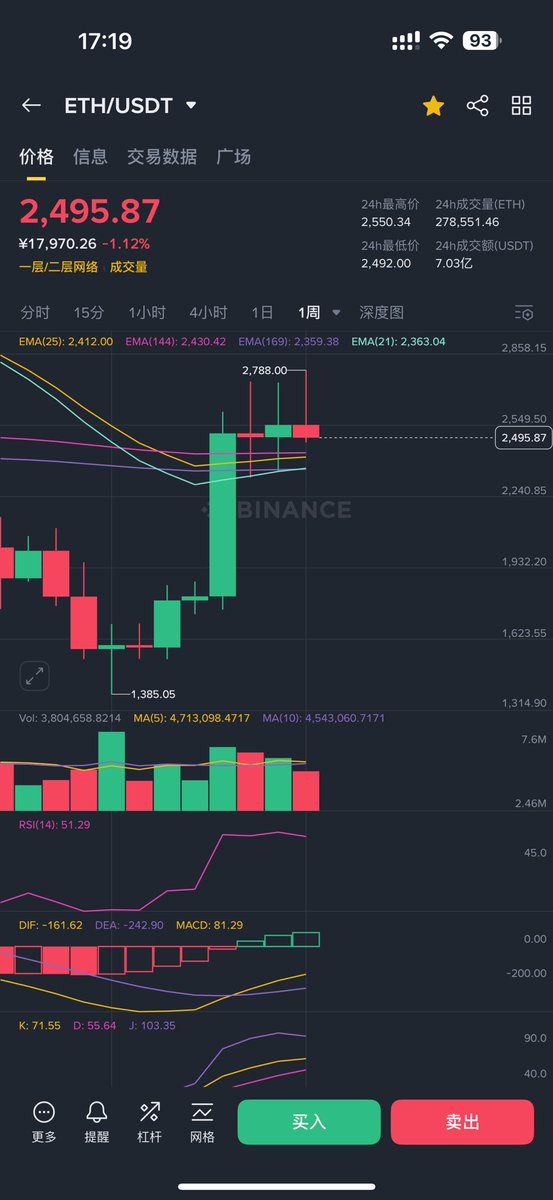 17:19
93
ETH/USDT
价格 信息 交易数据 广场
2,495.87
¥17,970.26 -1.12%
一层/二层网络 成交量
24h最高价 24h成交量(ETH)
2,550.34 278,551.46
24h最低价 24h成交额(USDT)
2,492.00 7.03亿
分时 15分 1小时 4小时 1日 1周 深度图
EMA(25): 2,412.00 EMA(144): 2,430.42 EMA(169): 2,359.38 EMA(21): 2,363.04
2,858.15
2,788.00
2,549.50
2,495.87
2,240.85
BINANCE
1,932.20
1,623.55
1,385.05
1,314.90
Vol: 3,804,658.8214 MA(5): 4,713,098.4717 MA(10): 4,543,060.7171
7.6M
2.46M
RSI(14): 51.29
45.0
DIF: -161.62 DEA: -242.90 MACD: 81.29
0.00
-200.00
K: 71.55 D: 55.64 J: 103.35
90.0
40.0
更多 提醒 杠杆 网格 买入 卖出